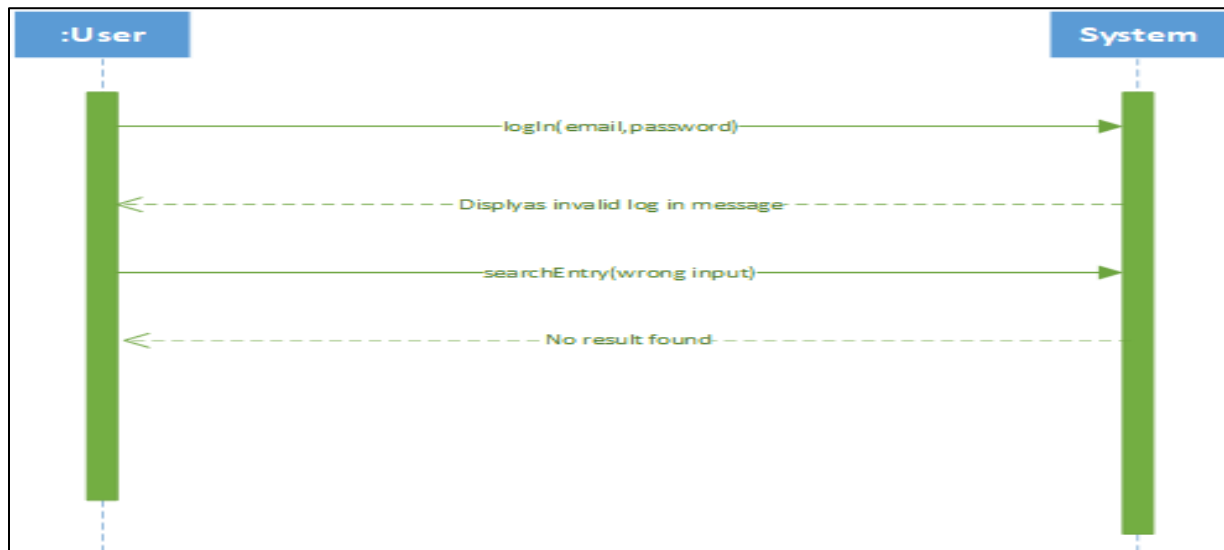 :User
System
logIn(email,password)
Displyas invalid log in message
searchEntry(wrong input)
No result found